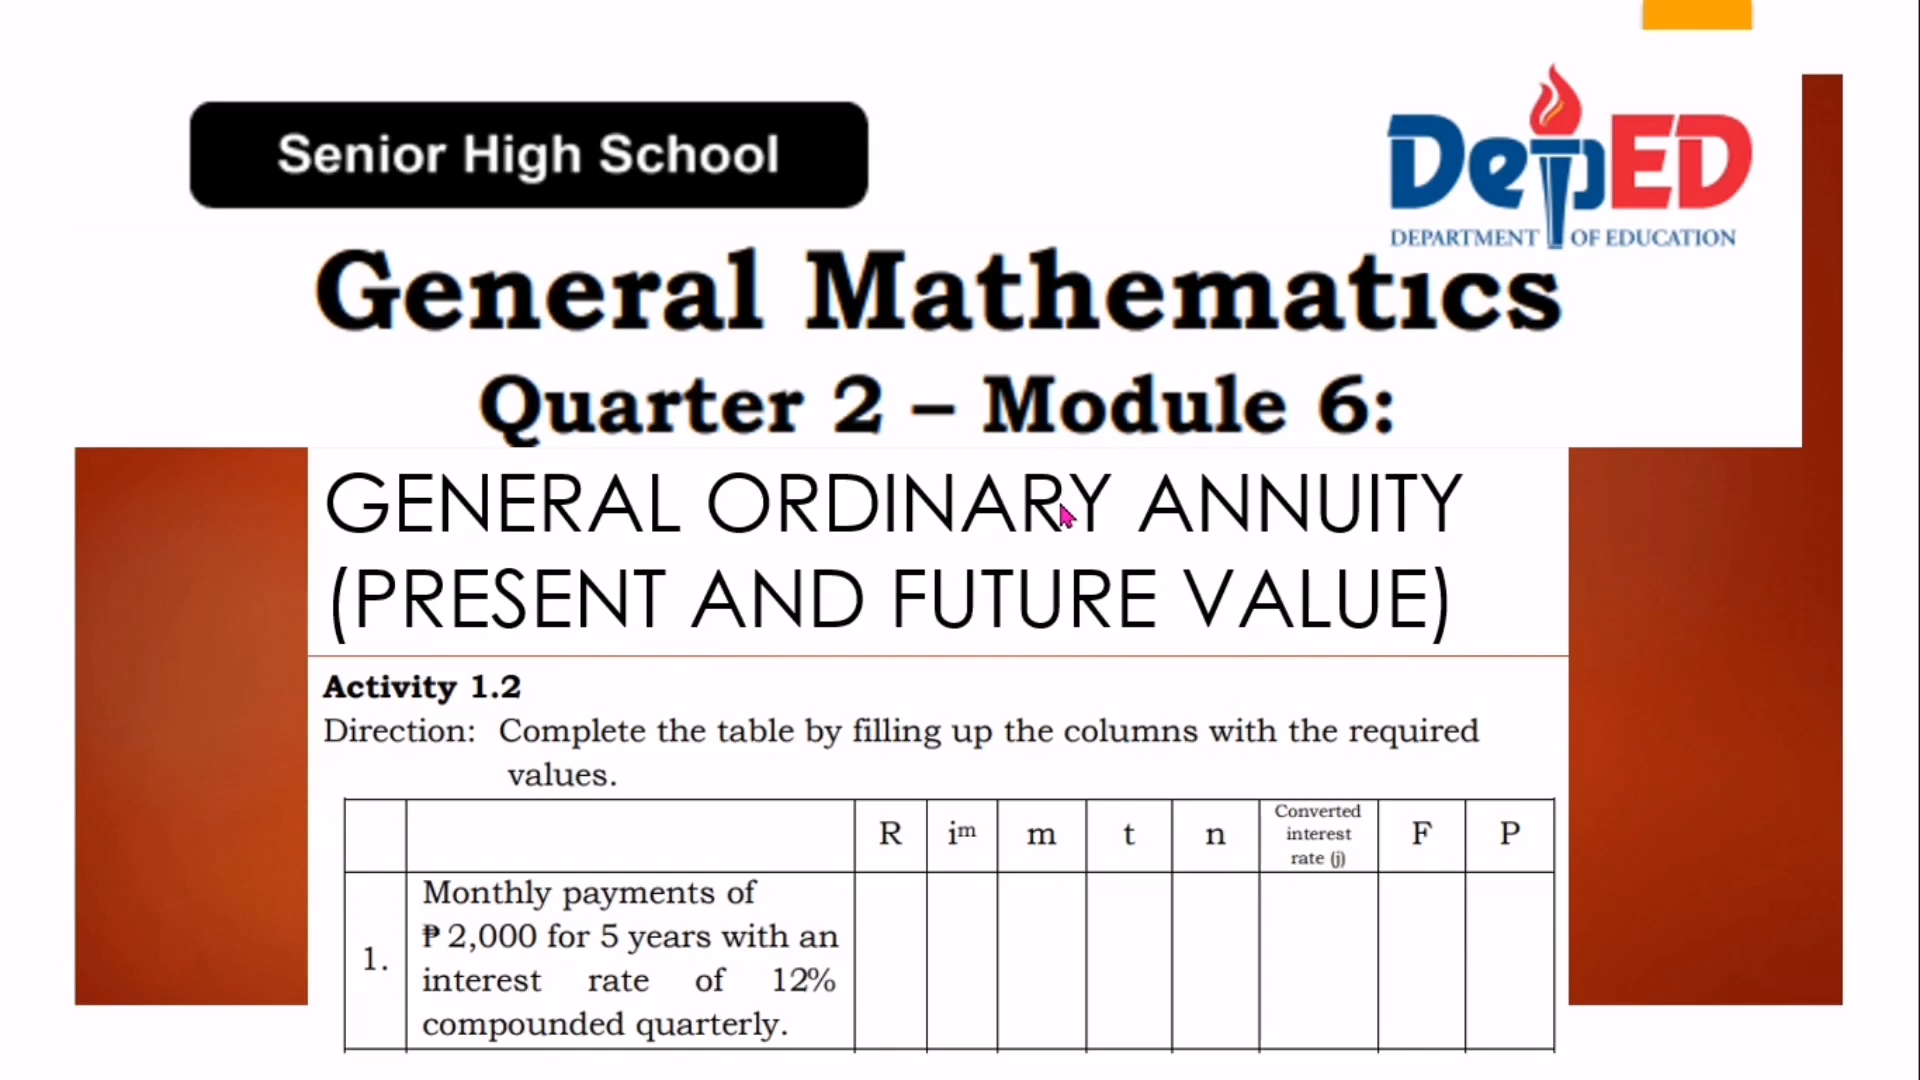 Senior High School
DepED
DEPARTMENT OF EDUCATION
General Mathematics
Quarter 2 – Module 6:
GENERAL ORDINARY ANNUITY
(PRESENT AND FUTURE VALUE)
Activity 1.2
Direction: Complete the table by filling up the columns with the required
values.
R iᵐ m t n Converted interest rate (j) F P
1.
Monthly payments of
₱ 2,000 for 5 years with an
interest rate of 12%
compounded quarterly.